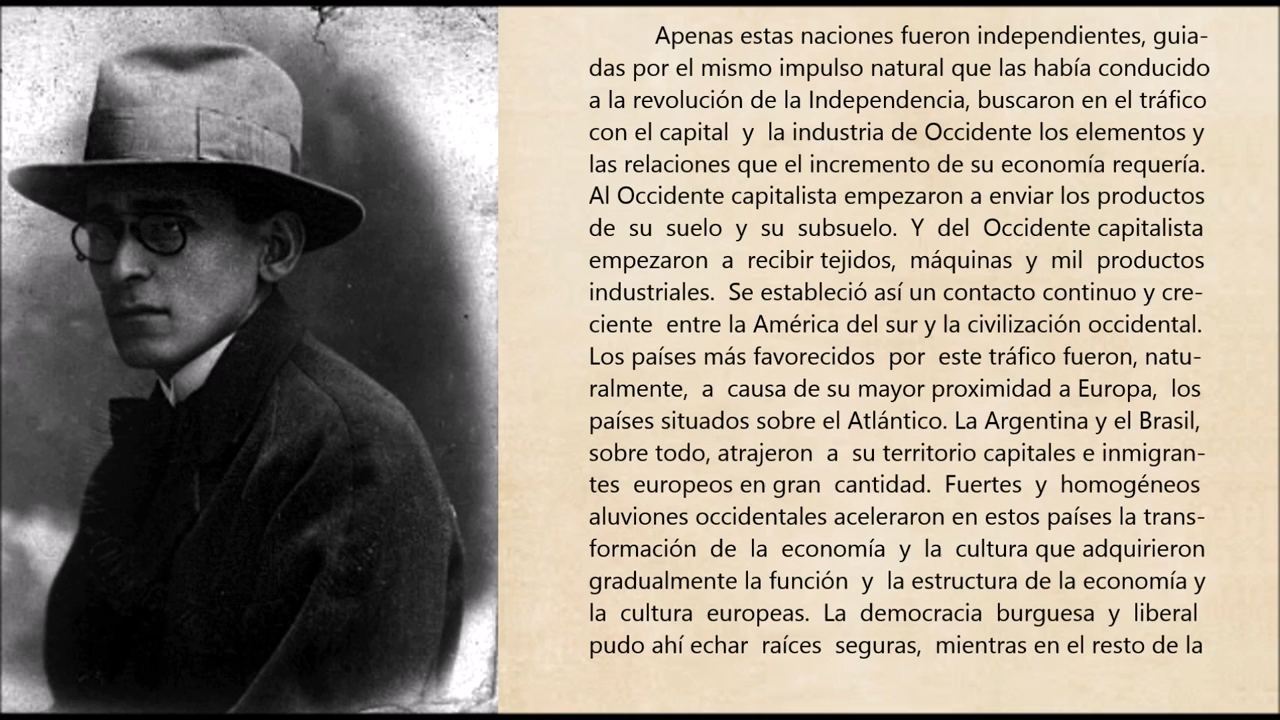 Apenas estas naciones fueron independientes, guia-
das por el mismo impulso natural que las había conducido
a la revolución de la Independencia, buscaron en el tráfico
con el capital y la industria de Occidente los elementos y
las relaciones que el incremento de su economía requería.
Al Occidente capitalista empezaron a enviar los productos
de su suelo y su subsuelo. Y del Occidente capitalista
empezaron a recibir tejidos, máquinas y mil productos
industriales. Se estableció así un contacto continuo y cre-
ciente entre la América del sur y la civilización occidental.
Los países más favorecidos por este tráfico fueron, natu-
ralmente, a causa de su mayor proximidad a Europa, los
países situados sobre el Atlántico. La Argentina y el Brasil,
sobre todo, atrajeron a su territorio capitales e inmigran-
tes europeos en gran cantidad. Fuertes y homogéneos
aluviones occidentales aceleraron en estos países la trans-
formación de la economía y la cultura que adquirieron
gradualmente la función y la estructura de la economía y
la cultura europeas. La democracia burguesa y liberal
pudo ahí echar raíces seguras, mientras en el resto de la